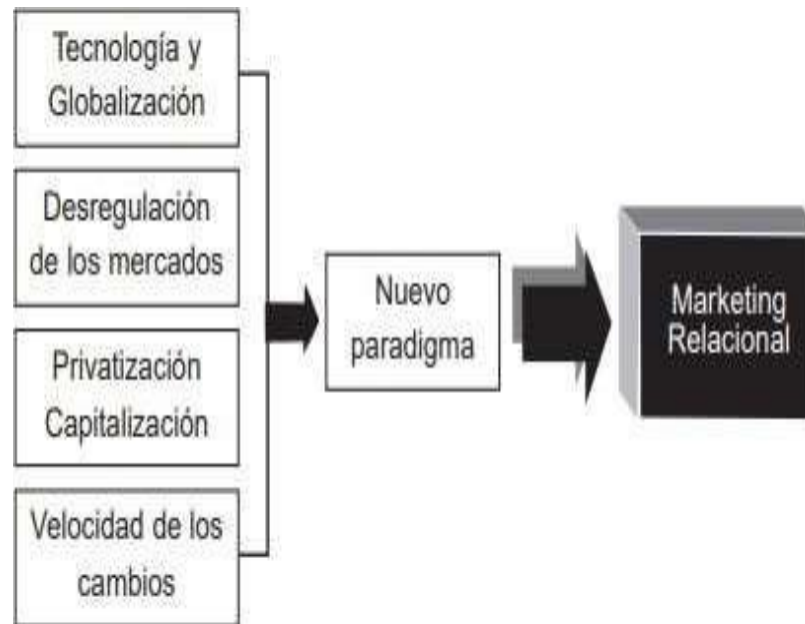 Tecnología y
Globalización
Desregulación
de los mercados
Privatización
Capitalización
Velocidad de los
cambios
Nuevo
paradigma
Marketing
Relacional